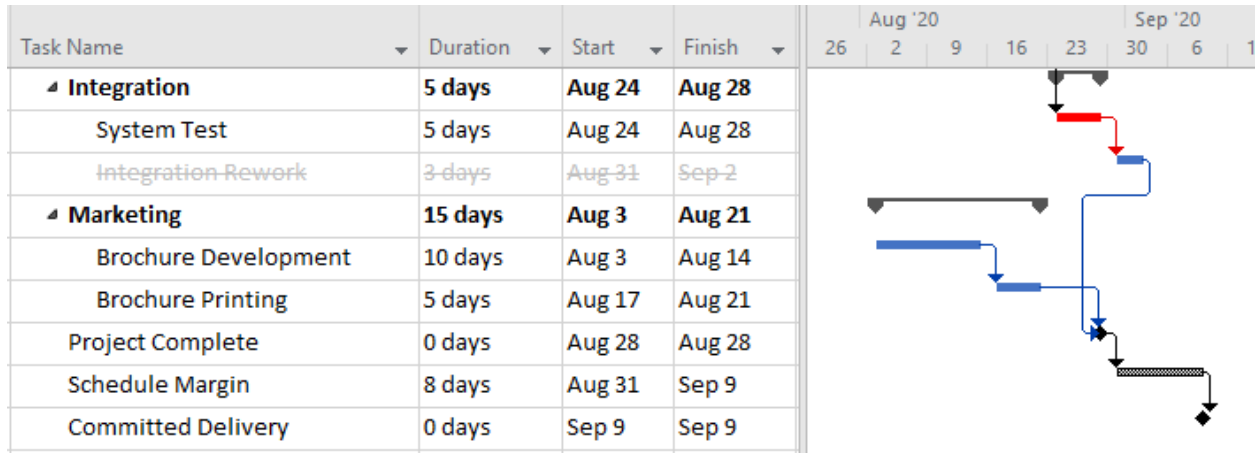 Aug '20 Sep '20
Task Name Duration Start Finish 26 2 9 16 23 30 6 1
Integration 5 days Aug 24 Aug 28
System Test 5 days Aug 24 Aug 28
Integration Rework 3 days Aug 31 Sep 2
Marketing 15 days Aug 3 Aug 21
Brochure Development 10 days Aug 3 Aug 14
Brochure Printing 5 days Aug 17 Aug 21
Project Complete 0 days Aug 28 Aug 28
Schedule Margin 8 days Aug 31 Sep 9
Committed Delivery 0 days Sep 9 Sep 9